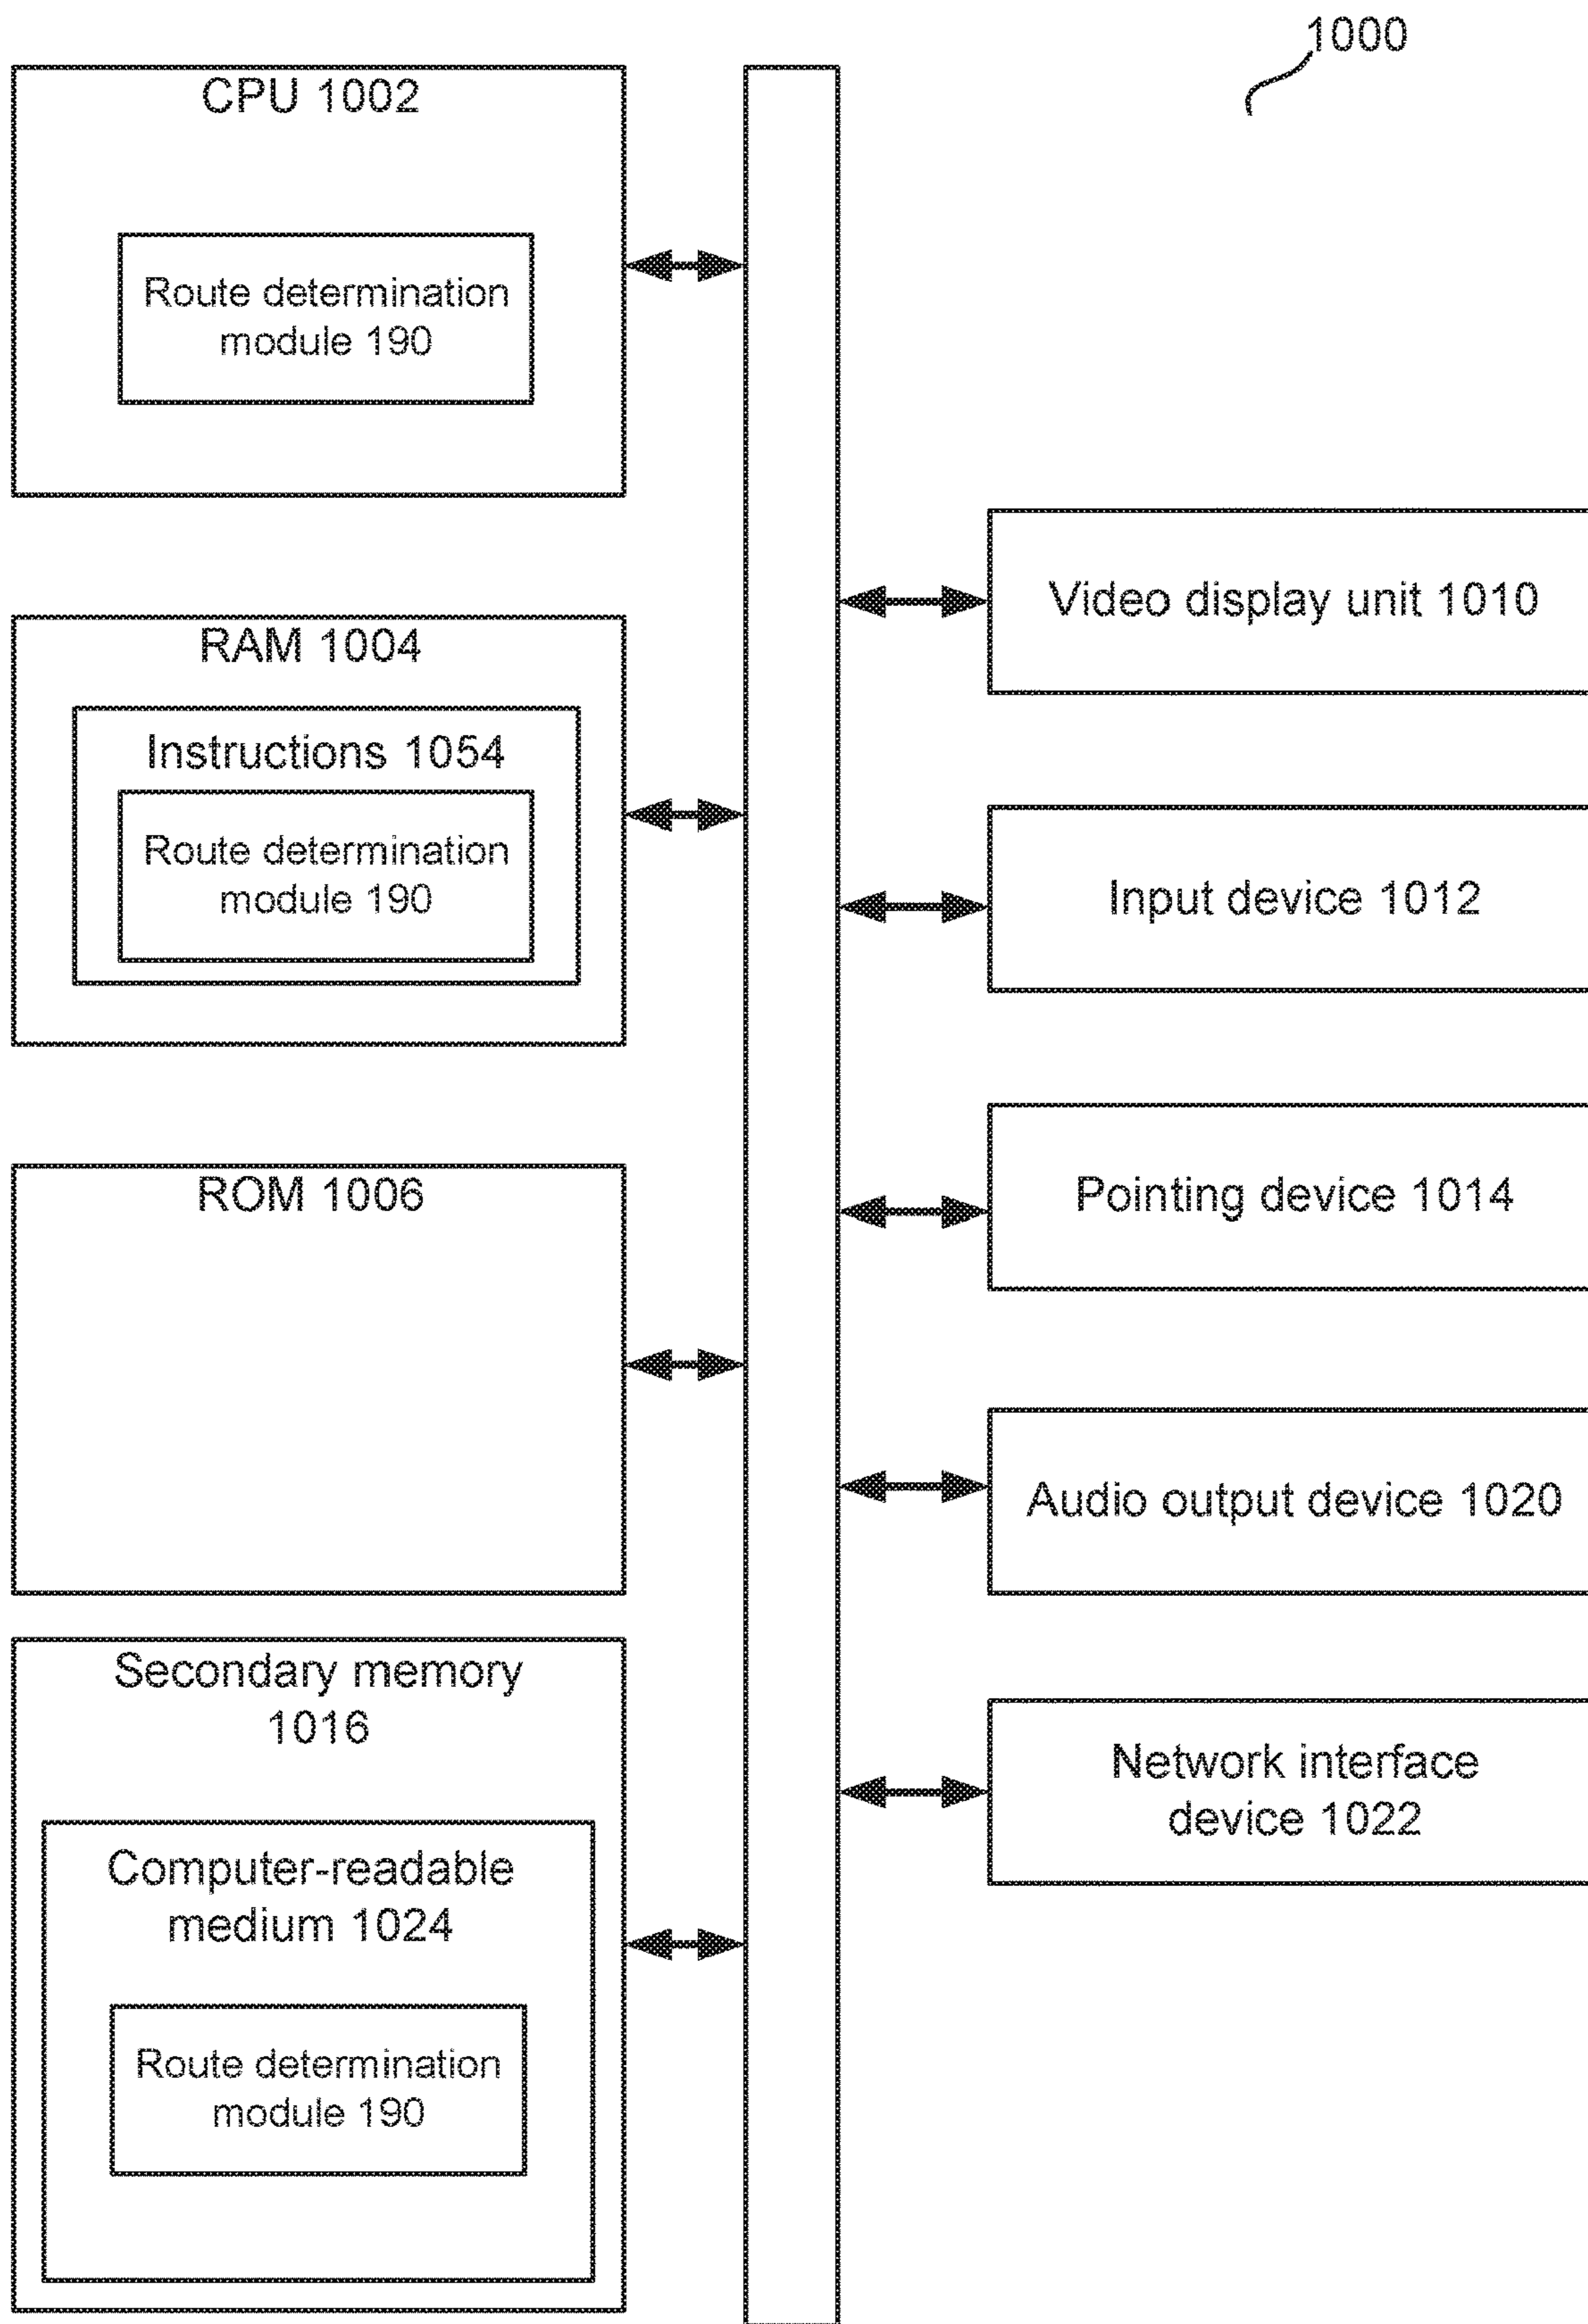 1000
CPU 1002
Route determination
module 190
RAM 1004
Instructions 1054
Route determination
module 190
ROM 1006
Secondary memory
1016
Computer-readable
medium 1024
Route determination
module 190
Video display unit 1010
Input device 1012
Pointing device 1014
Audio output device 1020
Network interface
device 1022